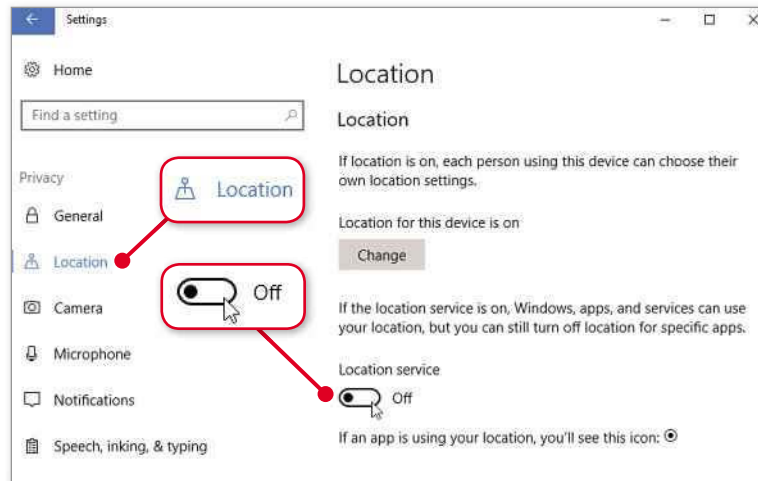 Settings
Home
Find a setting
Privacy
General
Location
Camera
Microphone
Notifications
Speech, inking, & typing
Location
Off
Location
Location
If location is on, each person using this device can choose their
own location settings.
Location for this device is on
Change
If the location service is on, Windows, apps, and services can use
your location, but you can still turn off location for specific apps.
Location service
Off
If an app is using your location, you'll see this icon: